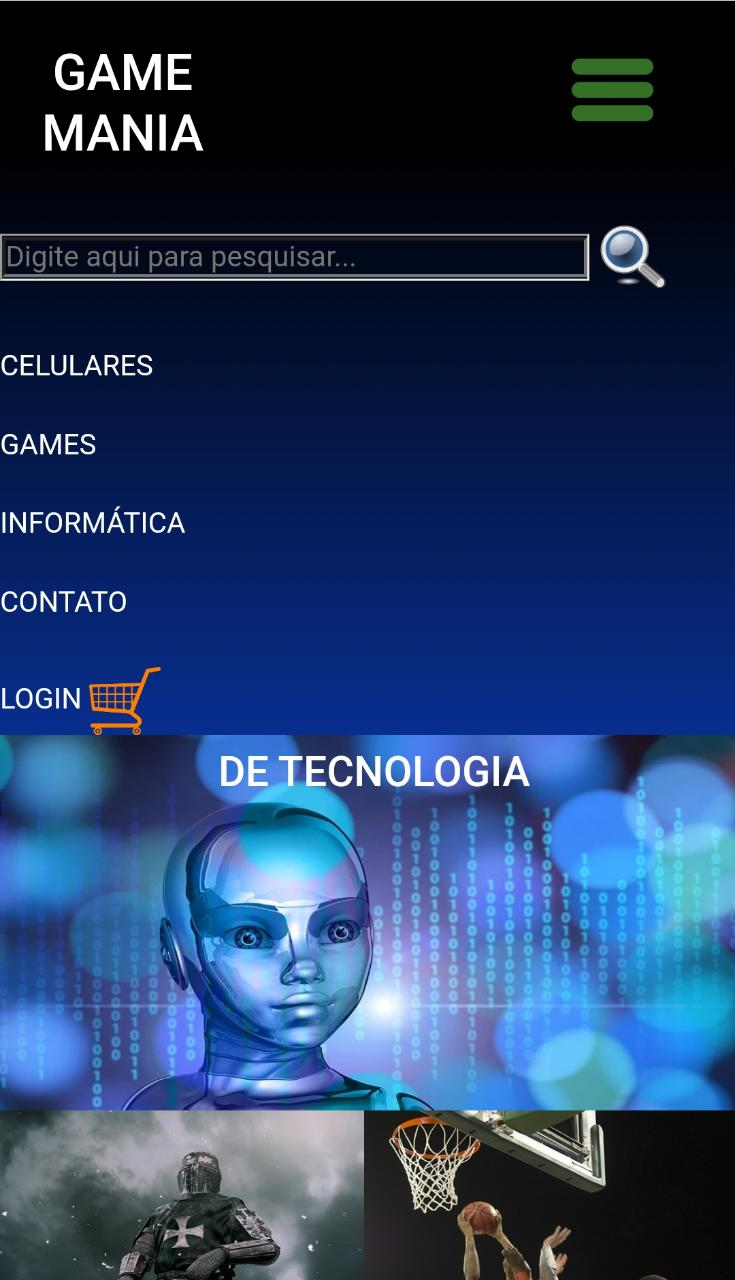 GAME
MANIA
Digite aqui para pesquisar...
CELULARES
GAMES
INFORMÁTICA
CONTATO
LOGIN
DE TECNOLOGIA